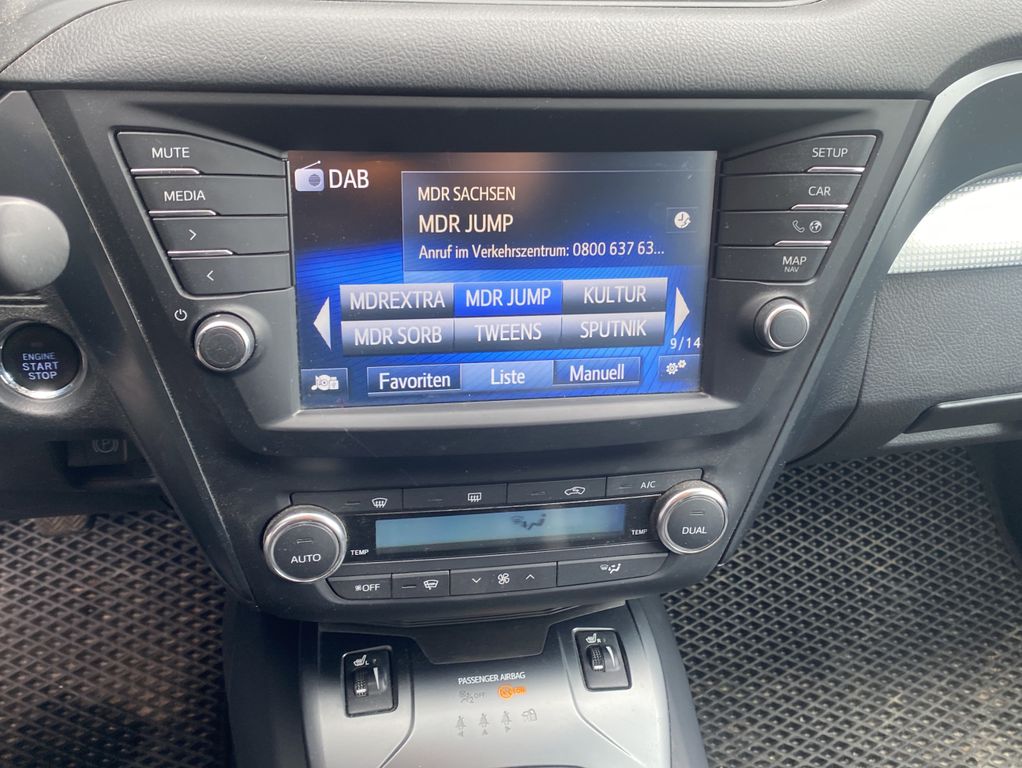 MUTE
MEDIA
SETUP
CAR
MAP
NAV
DAB
MDR SACHSEN
MDR JUMP
Anruf im Verkehrszentrum: 0800 637 63...
MDREXTRA MDR JUMP KULTUR
MDR SORB TWEENS SPUTNIK
9/14
Favoriten Liste Manuell
ENGINE
START
STOP
A/C
AUTO
TEMP
TEMP
DUAL
OFF
L
R
PASSENGER AIRBAG
OFF
ON